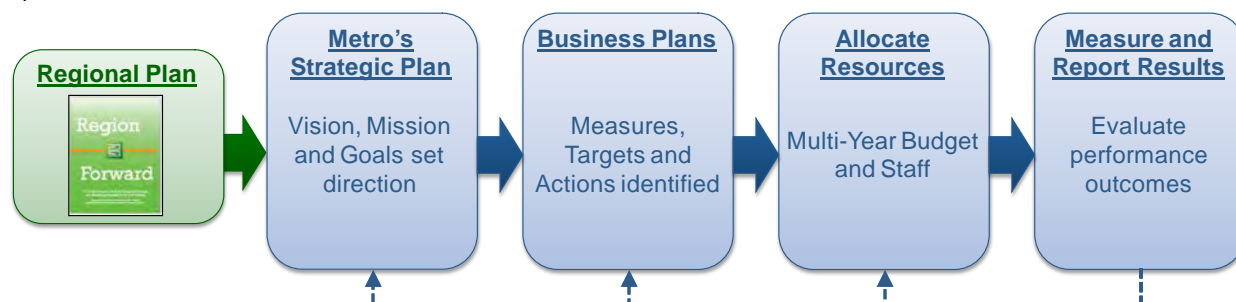 Regional Plan
Region
Forward
Metro's
Strategic Plan
Vision, Mission
and Goals set
direction
Business Plans
Measures,
Targets and
Actions identified
Allocate
Resources
Multi-Year Budget
and Staff
Measure and
Report Results
Evaluate
performance
outcomes